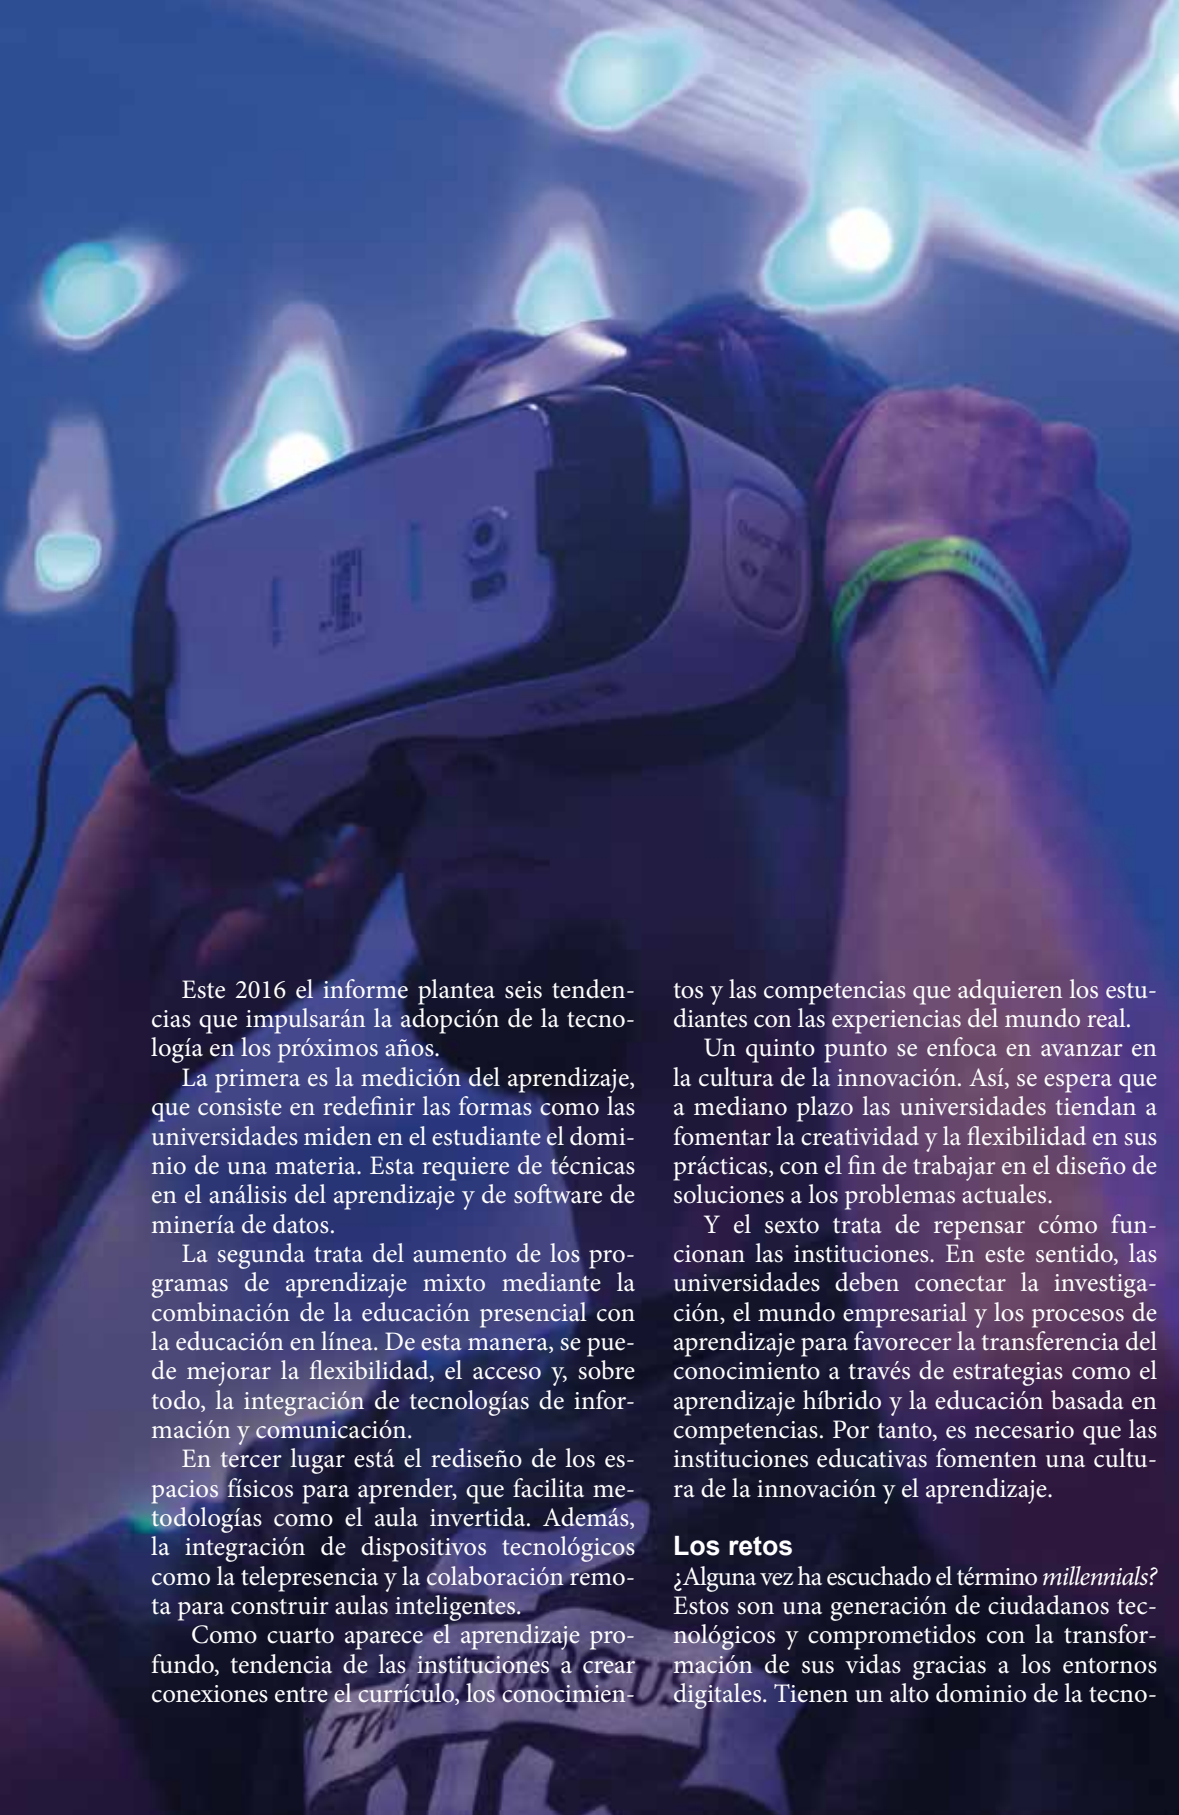 Este 2016 el informe plantea seis tenden-
cias que impulsarán la adopción de la tecno-
logía en los próximos años.
La primera es la medición del aprendizaje,
que consiste en redefinir las formas como las
universidades miden en el estudiante el domi-
nio de una materia. Esta requiere de técnicas
en el análisis del aprendizaje y de software de
minería de datos.
La segunda trata del aumento de los pro-
gramas de aprendizaje mixto mediante la
combinación de la educación presencial con
la educación en línea. De esta manera, se pue-
de mejorar la flexibilidad, el acceso y, sobre
todo, la integración de tecnologías de infor-
mación y comunicación.
En tercer lugar está el rediseño de los es-
pacios físicos para aprender, que facilita me-
todologías como el aula invertida. Además,
la integración de dispositivos tecnológicos
como la telepresencia y la colaboración remo-
ta para construir aulas inteligentes.
Como cuarto aparece el aprendizaje pro-
fundo, tendencia de las instituciones a crear
conexiones entre el currículo, los conocimien-
tos y las competencias que adquieren los estu-
diantes con las experiencias del mundo real.
Un quinto punto se enfoca en avanzar en
la cultura de la innovación. Así, se espera que
a mediano plazo las universidades tiendan a
fomentar la creatividad y la flexibilidad en sus
prácticas, con el fin de trabajar en el diseño de
soluciones a los problemas actuales.
Y el sexto trata de repensar cómo fun-
cionan las instituciones. En este sentido, las
universidades deben conectar la investiga-
ción, el mundo empresarial y los procesos de
aprendizaje para favorecer la transferencia del
conocimiento a través de estrategias como el
aprendizaje híbrido y la educación basada en
competencias. Por tanto, es necesario que las
instituciones educativas fomenten una cultu-
ra de la innovación y el aprendizaje.
Los retos
¿Alguna vez ha escuchado el término millennials?
Estos son una generación de ciudadanos tec-
nológicos y comprometidos con la transfor-
mación de sus vidas gracias a los entornos
digitales. Tienen un alto dominio de la tecno-